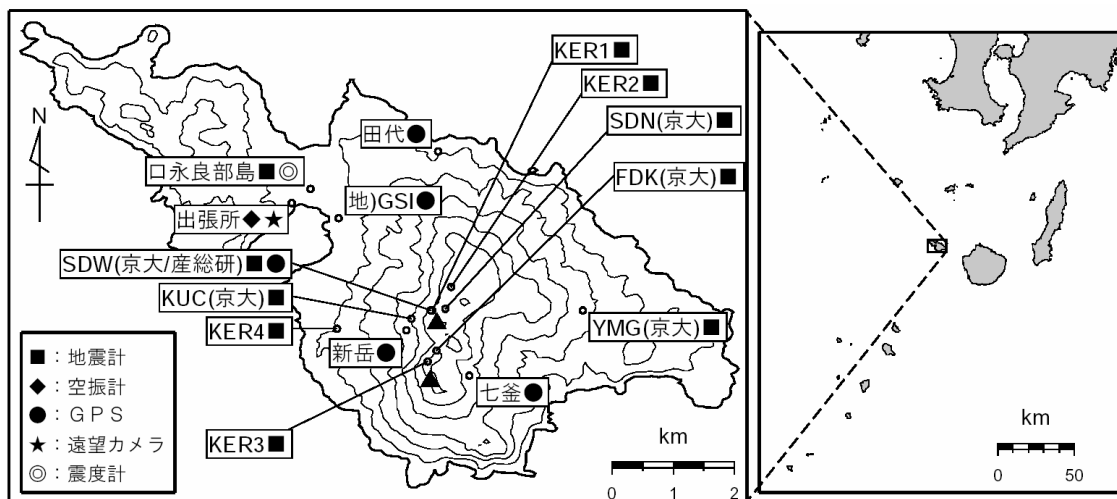 KER1■
KER2■
SDN(京大)■
FDK(京大)■
N
田代●
口永良部島■◎
地)GSI●
出張所◆★
SDW(京大/産総研)■●
KUC(京大)■
KER4■
YMG(京大)■
新岳●
七釜●
KER3■
■：地震計
◆：空振計
●：ＧＰＳ
★：遠望カメラ
◎：震度計
km
0 1 2
km
0 50